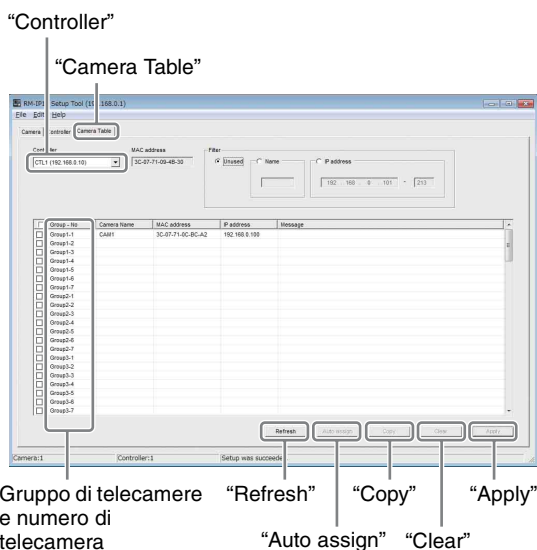 “Controller”
“Camera Table”
Setup Tool (19 .168.0.1)
File Edit Help
Camera Controller Camera Table
MAC address Filter
CTL1 (192.168.0.10) 3C-07-71-09-4B-30 Unused Name IP address
192 . 168 . 0 . 101 - 213
Group - No Camera Name MAC address IP address Message
Group1-1 CAM1 3C-07-71-0C-BC-A2 192.168.0.100
Group1-2
Group1-3
Group1-4
Group1-5
Group1-6
Group1-7
Group2-1
Group2-2
Group2-3
Group2-4
Group2-5
Group2-6
Group2-7
Group3-1
Group3-2
Group3-3
Group3-4
Group3-5
Group3-6
Group3-7
Refresh Auto assign Copy Clear Apply
Camera:1 Controller:1 Setup was succeede
Gruppo di telecamere “Refresh” “Copy” “Apply”
e numero di
telecamera “Auto assign” “Clear”